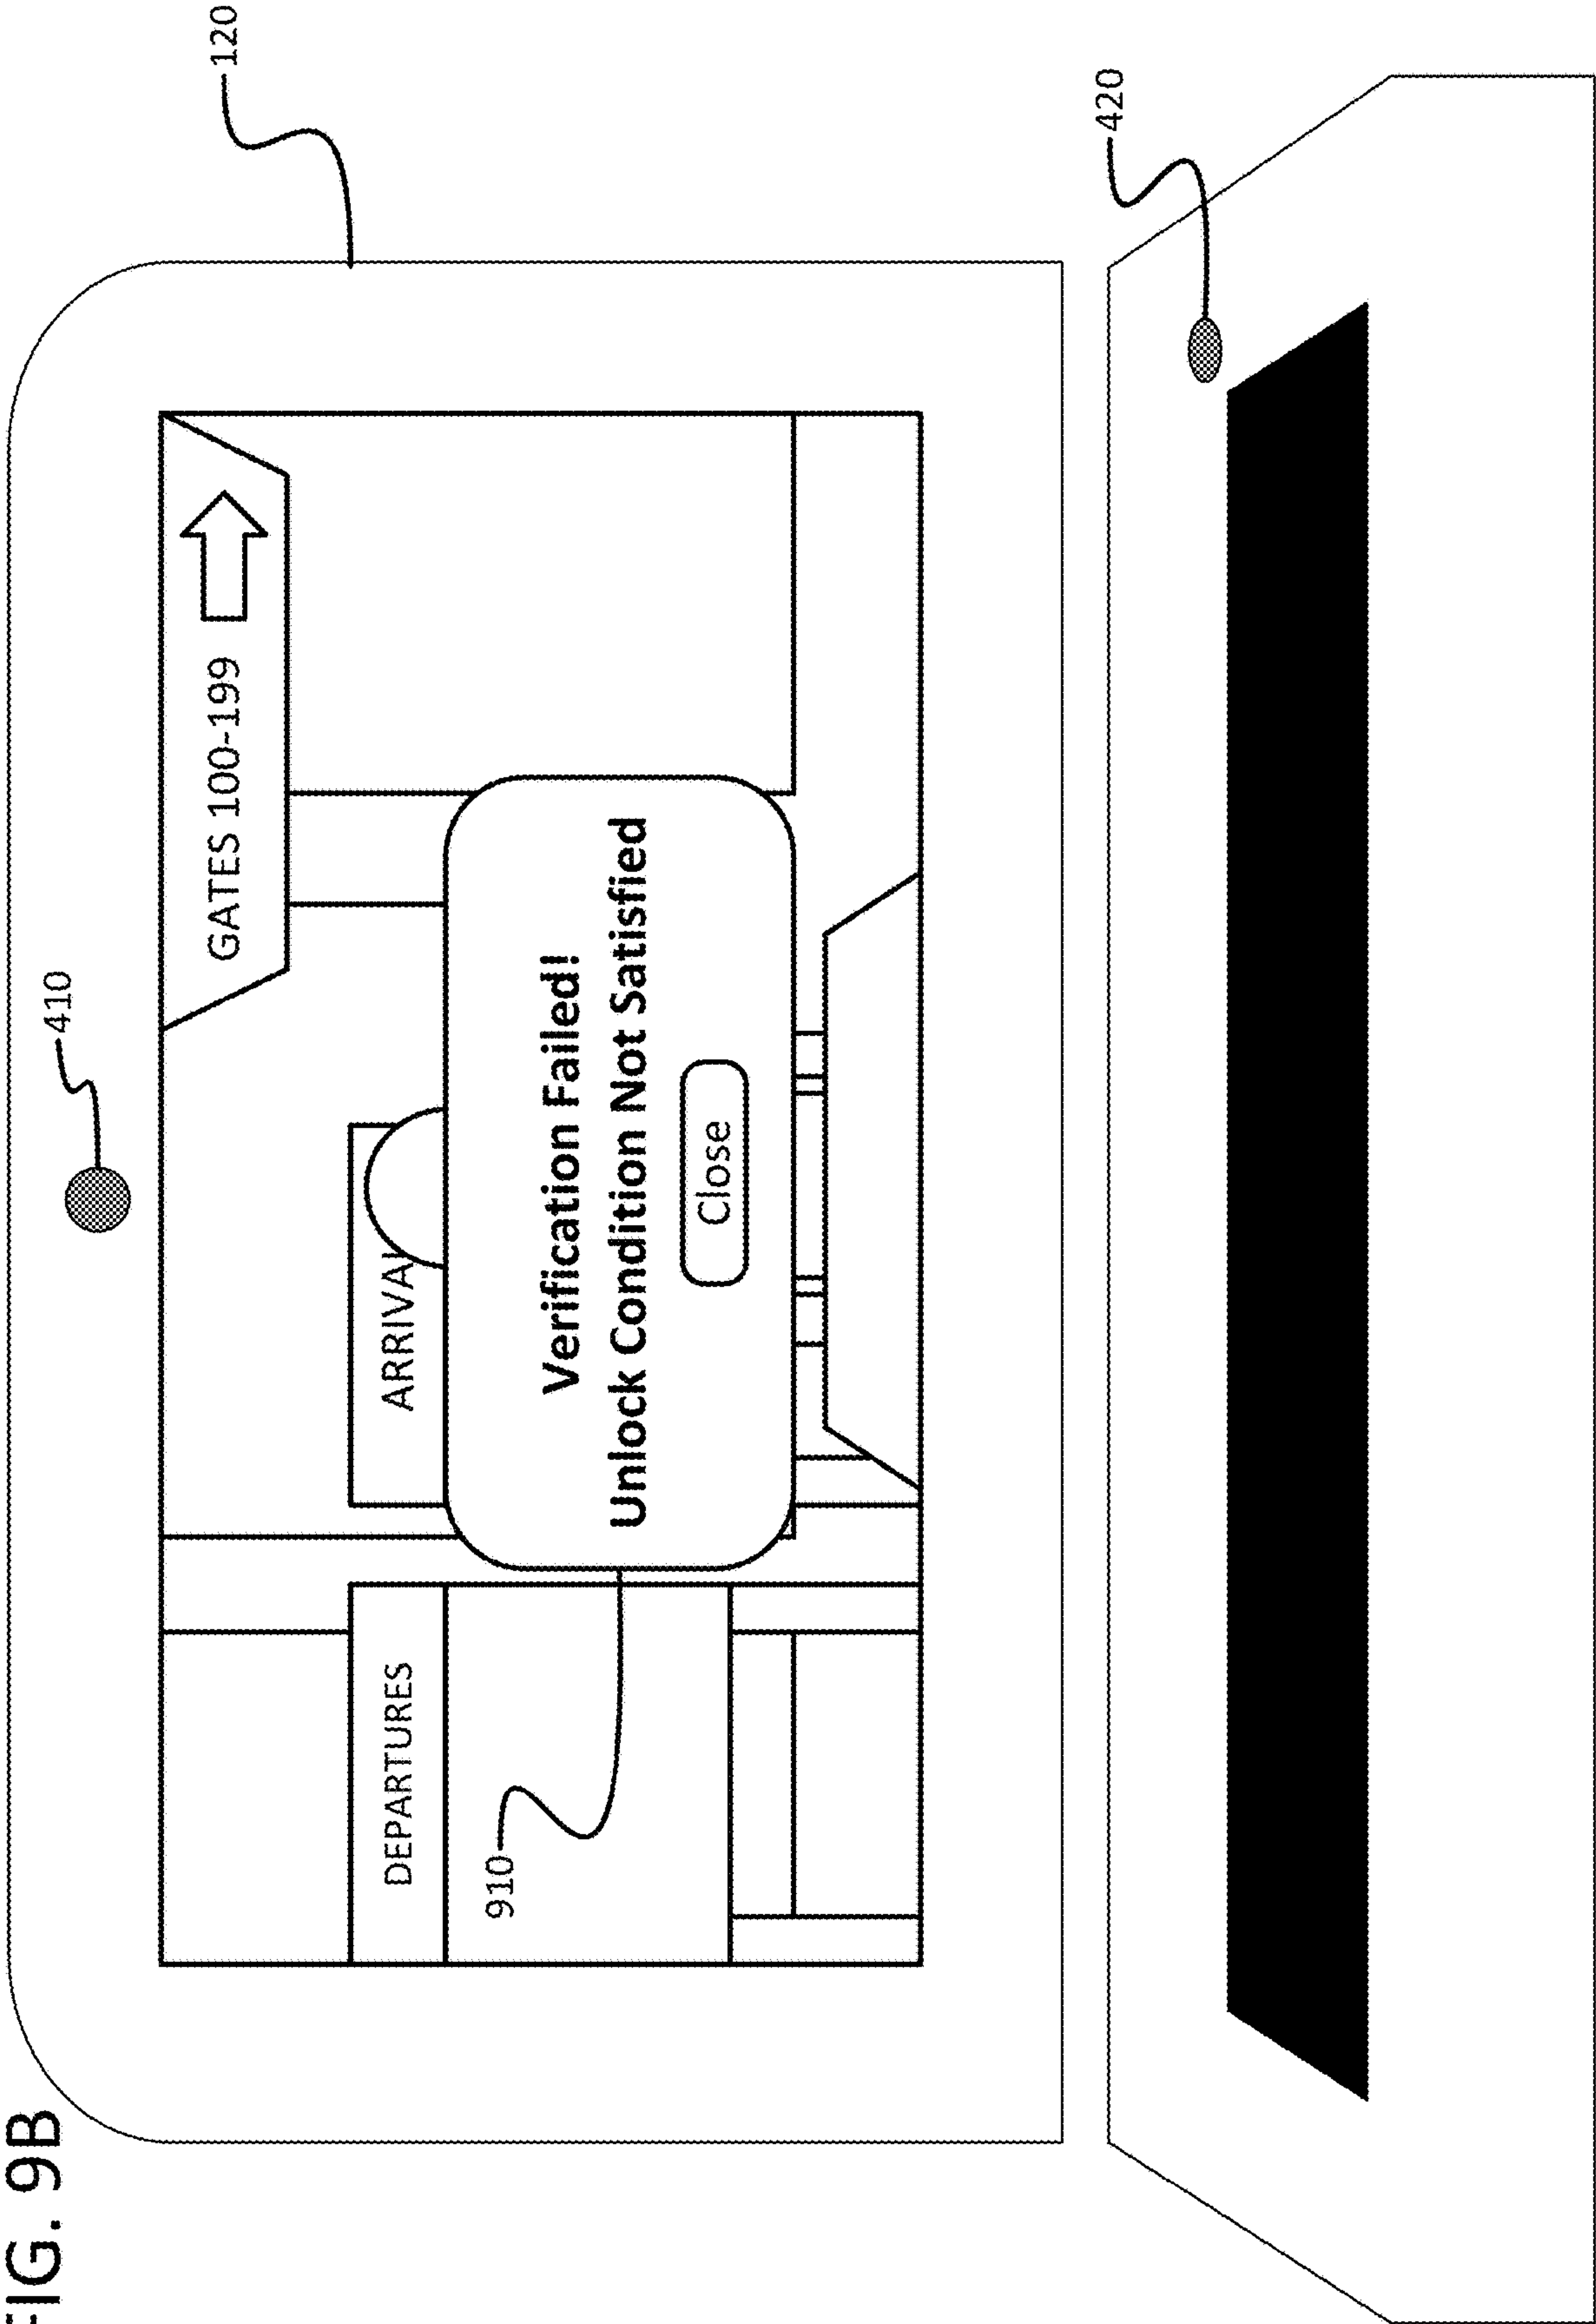 FIG. 9B
410
120
GATES 100-199
DEPARTURES
ARRIVAL
910
Verification Failed!
Unlock Condition Not Satisfied
Close
420